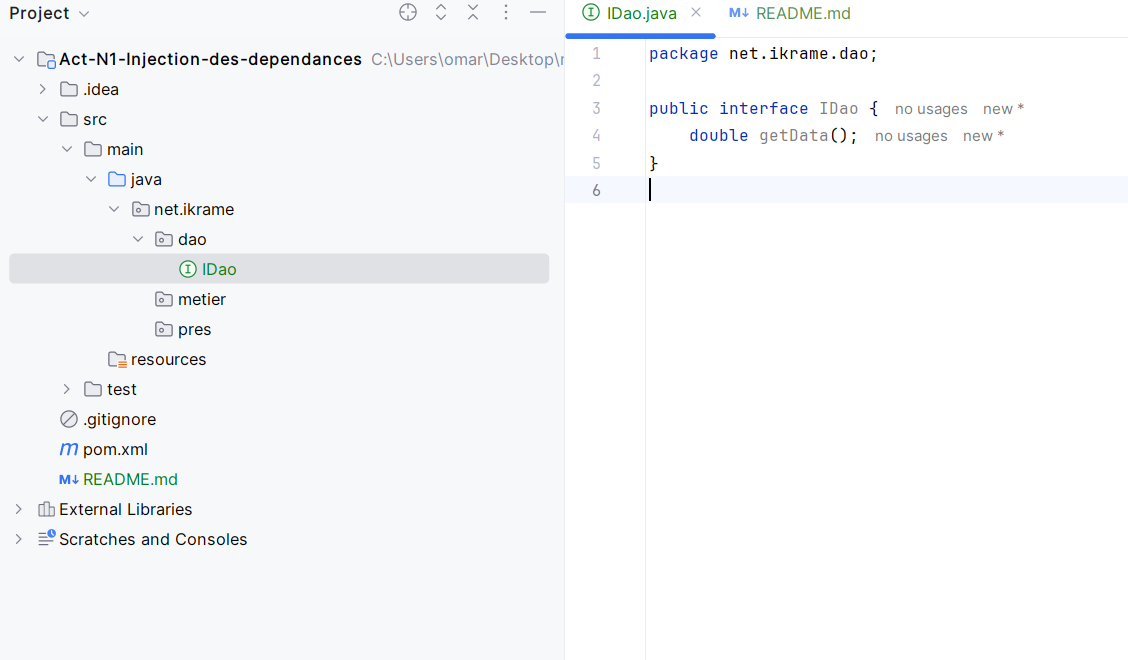 Project
Act-N1-Injection-des-dependances C:\Users\omar\Desktop\
.idea
src
main
java
net.ikrame
dao
IDao
metier
pres
resources
test
.gitignore
pom.xml
README.md
External Libraries
Scratches and Consoles
IDao.java README.md
1 package net.ikrame.dao;
2
3 public interface IDao { no usages new *
4 double getData(); no usages new *
5 }
6